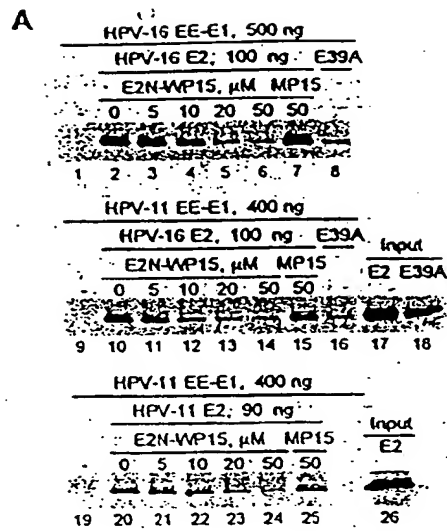 A
HPV-16 EE-E1, 500 ng
HPV-16 E2, 100 ng E39A
E2N-WP15, µM MP15
0 5 10 20 50 50
1 2 3 4 5 6 7 8
HPV-11 EE-E1, 400 ng
HPV-16 E2, 100 ng E39A Input
E2N-WP15, µM MP15 E2 E39A
0 5 10 20 50 50
9 10 11 12 13 14 15 16 17 18
HPV-11 EE-E1, 400 ng
HPV-11 E2, 90 ng Input
E2N-WP15, µM MP15 E2
0 5 10 20 50 50
19 20 21 22 23 24 25 26